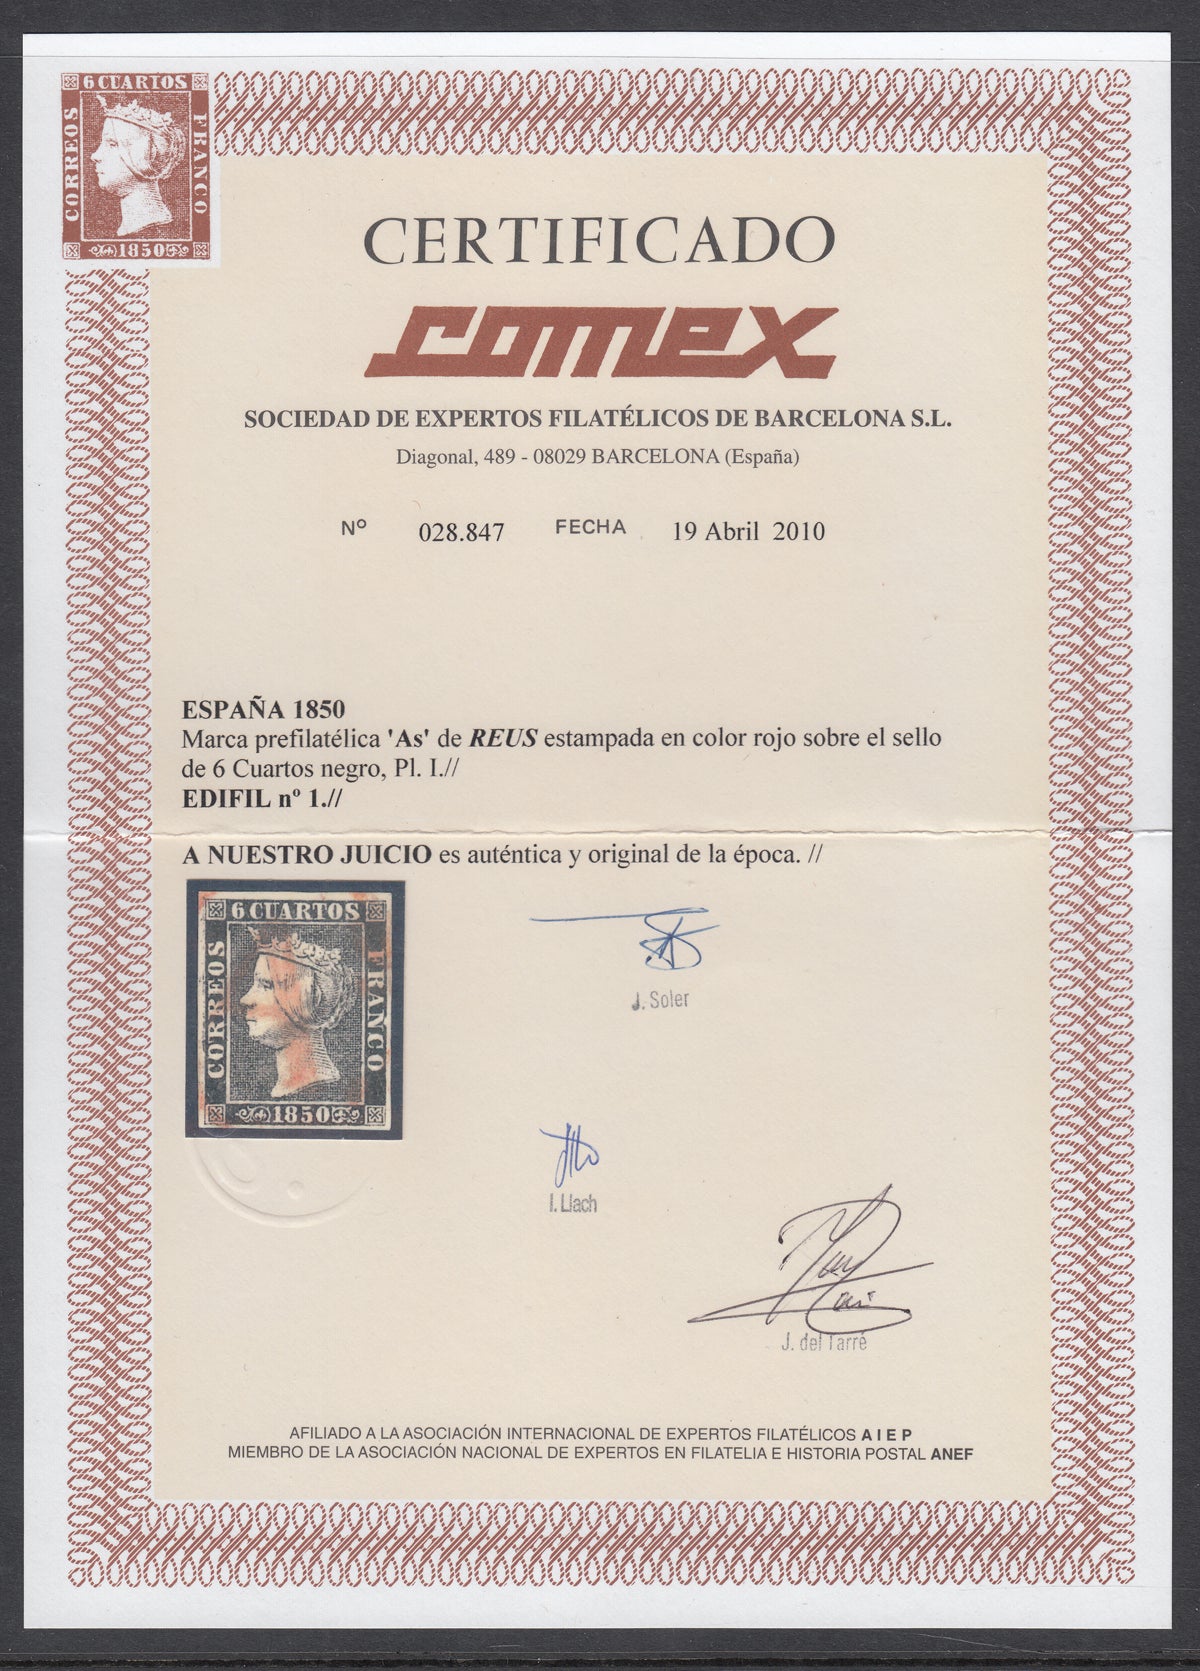 6 CUARTOS
CORREOS
FRANCO
1850
CERTIFICADO
comex
SOCIEDAD DE EXPERTOS FILATÉLICOS DE BARCELONA S.L.
Diagonal, 489 - 08029 BARCELONA (España)
Nº 028.847 FECHA 19 Abril 2010
ESPAÑA 1850
Marca prefilatélica 'As' de REUS estampada en color rojo sobre el sello
de 6 Cuartos negro, Pl. I.//
EDIFIL nº 1.//
A NUESTRO JUICIO es auténtica y original de la época. //
6 CUARTOS
CORREOS
FRANCO
1850
J. Soler
I. Llach
J. del Tarré
AFILIADO A LA ASOCIACIÓN INTERNACIONAL DE EXPERTOS FILATÉLICOS A I E P
MIEMBRO DE LA ASOCIACIÓN NACIONAL DE EXPERTOS EN FILATELIA E HISTORIA POSTAL ANEF